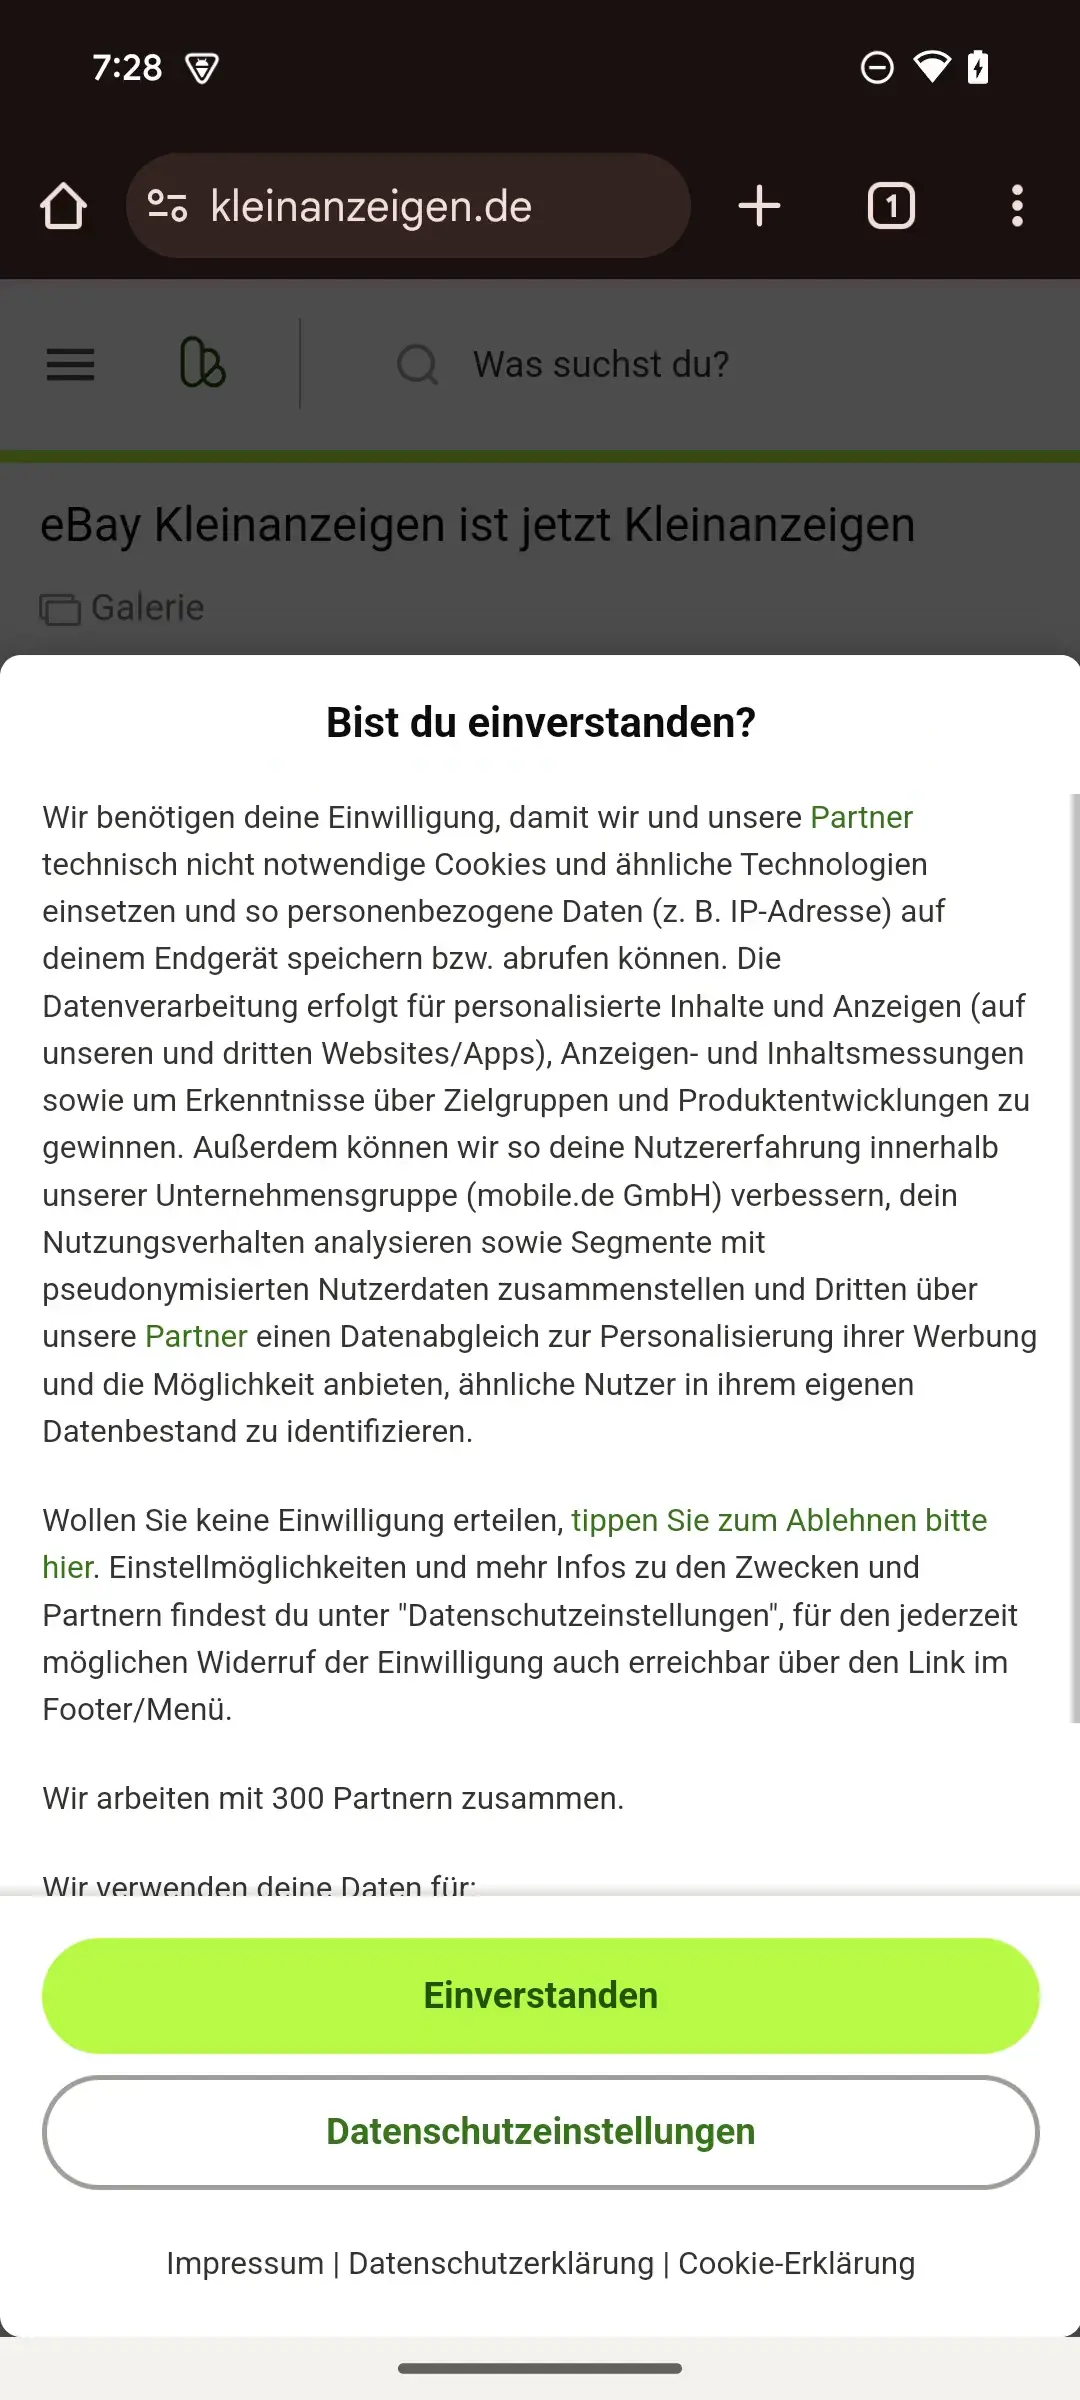 7:28
kleinanzeigen.de
1
Was suchst du?
eBay Kleinanzeigen ist jetzt Kleinanzeigen
Galerie
Bist du einverstanden?
Wir benötigen deine Einwilligung, damit wir und unsere Partner
technisch nicht notwendige Cookies und ähnliche Technologien
einsetzen und so personenbezogene Daten (z. B. IP-Adresse) auf
deinem Endgerät speichern bzw. abrufen können. Die
Datenverarbeitung erfolgt für personalisierte Inhalte und Anzeigen (auf
unseren und dritten Websites/Apps), Anzeigen- und Inhaltsmessungen
sowie um Erkenntnisse über Zielgruppen und Produktentwicklungen zu
gewinnen. Außerdem können wir so deine Nutzererfahrung innerhalb
unserer Unternehmensgruppe (mobile.de GmbH) verbessern, dein
Nutzungsverhalten analysieren sowie Segmente mit
pseudonymisierten Nutzerdaten zusammenstellen und Dritten über
unsere Partner einen Datenabgleich zur Personalisierung ihrer Werbung
und die Möglichkeit anbieten, ähnliche Nutzer in ihrem eigenen
Datenbestand zu identifizieren.
Wollen Sie keine Einwilligung erteilen, tippen Sie zum Ablehnen bitte
hier. Einstellmöglichkeiten und mehr Infos zu den Zwecken und
Partnern findest du unter "Datenschutzeinstellungen", für den jederzeit
möglichen Widerruf der Einwilligung auch erreichbar über den Link im
Footer/Menü.
Wir arbeiten mit 300 Partnern zusammen.
Wir verwenden deine Daten für:
Einverstanden
Datenschutzeinstellungen
Impressum | Datenschutzerklärung | Cookie-Erklärung